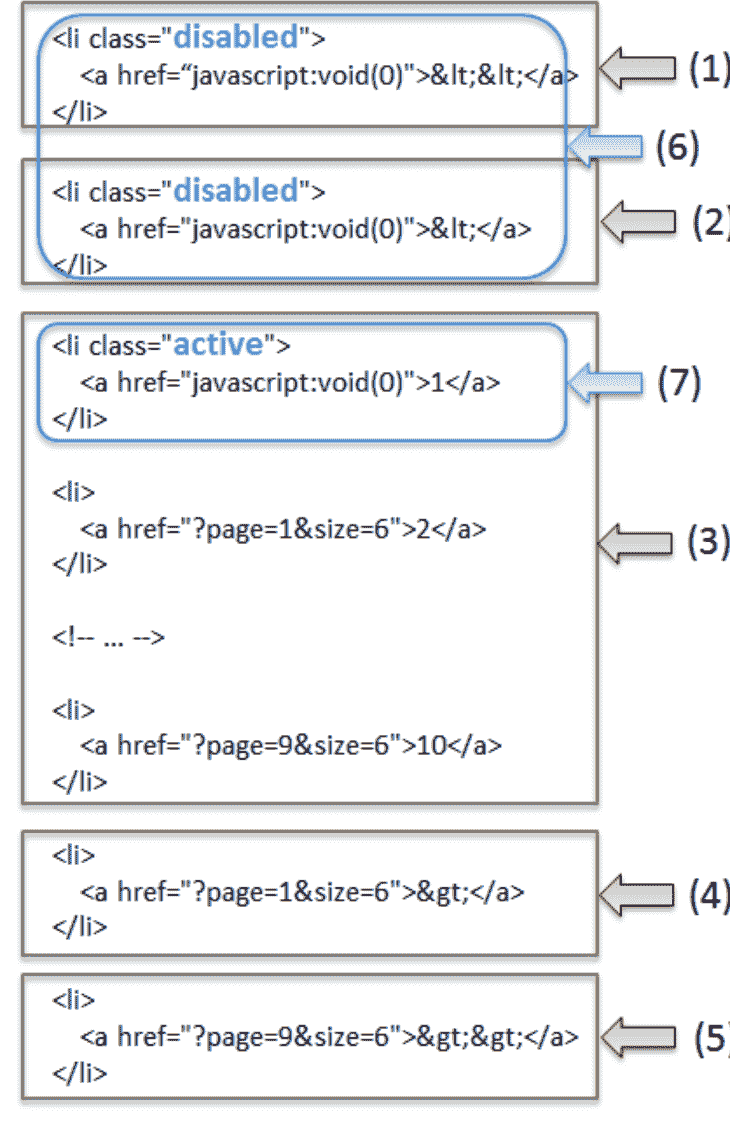 <li class="disabled">
<a href=“javascript:void(0)">&lt;&lt;</a>
</li>
(1)
(6)
<li class="disabled">
<a href="javascript:void(0)">&lt;</a>
</li>
(2)
<li class="active">
<a href="javascript:void(0)">1</a>
</li>
(7)
<li>
<a href="?page=1&size=6">2</a>
</li>
(3)
<!-- ... -->
<li>
<a href="?page=9&size=6">10</a>
</li>
<li>
<a href="?page=1&size=6">&gt;</a>
</li>
(4)
<li>
<a href="?page=9&size=6">&gt;&gt;</a>
</li>
(5)